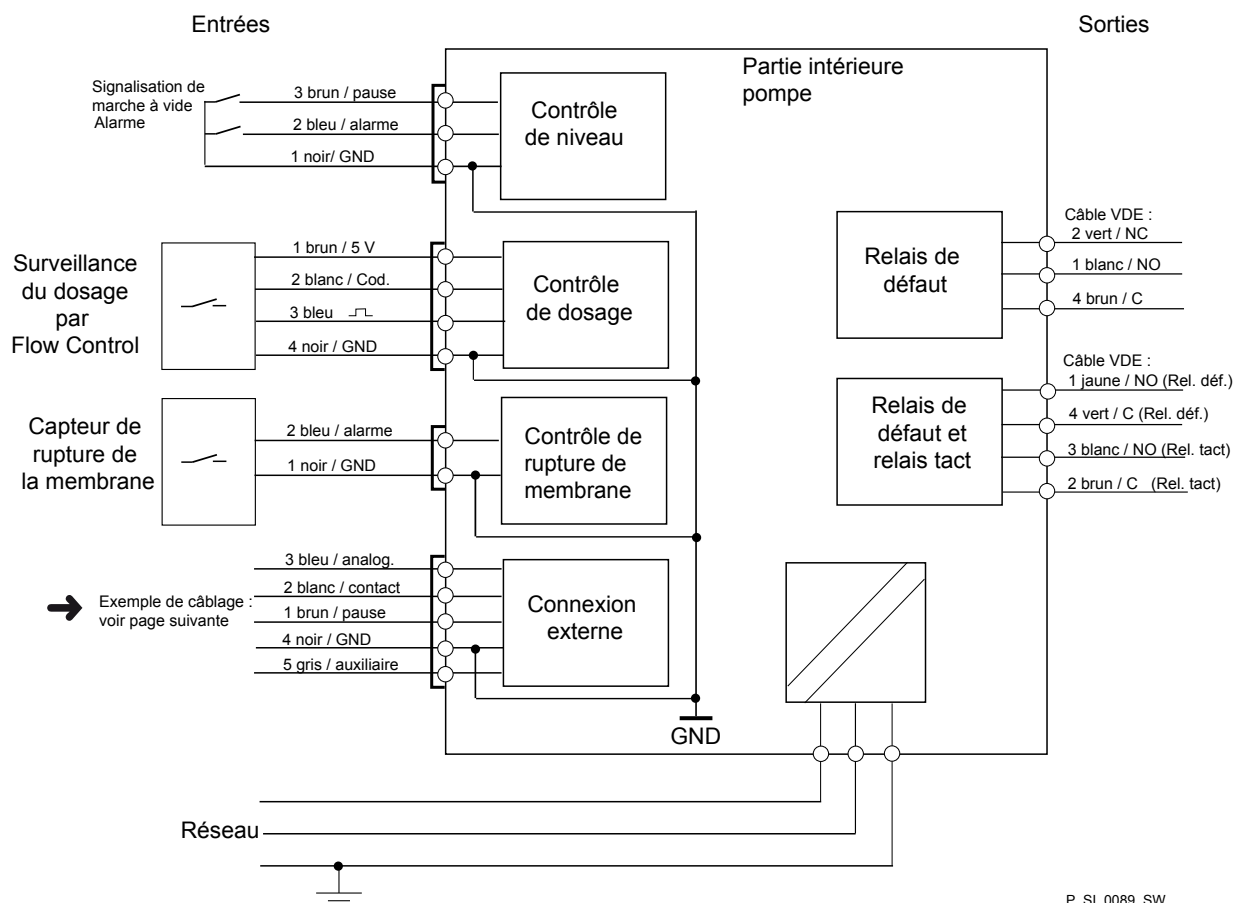 Entrées
Sorties
Signalisation de
marche à vide
Alarme
3 brun / pause
2 bleu / alarme
1 noir/ GND
Contrôle
de niveau
Partie intérieure
pompe
Surveillance
du dosage
par
Flow Control
1 brun / 5 V
2 blanc / Cod.
3 bleu
4 noir / GND
Contrôle
de dosage
Relais de
défaut
Câble VDE :
2 vert / NC
1 blanc / NO
4 brun / C
Capteur de
rupture de
la membrane
2 bleu / alarme
1 noir / GND
Contrôle de
rupture de
membrane
Relais de
défaut et
relais tact
Câble VDE :
1 jaune / NO (Rel. déf.)
4 vert / C (Rel. déf.)
3 blanc / NO (Rel. tact)
2 brun / C (Rel. tact)
Exemple de câblage :
voir page suivante
3 bleu / analog.
2 blanc / contact
1 brun / pause
4 noir / GND
5 gris / auxiliaire
Connexion
externe
GND
Réseau
P_SI_0089_SW